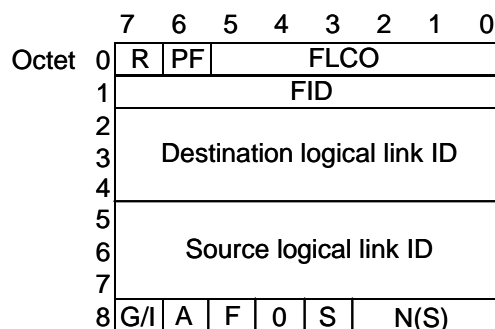 7 6 5 4 3 2 1 0
Octet 0 R PF FLCO
1 FID
2
3 Destination logical link ID
4
5
6 Source logical link ID
7
8 G/I A F 0 S N(S)